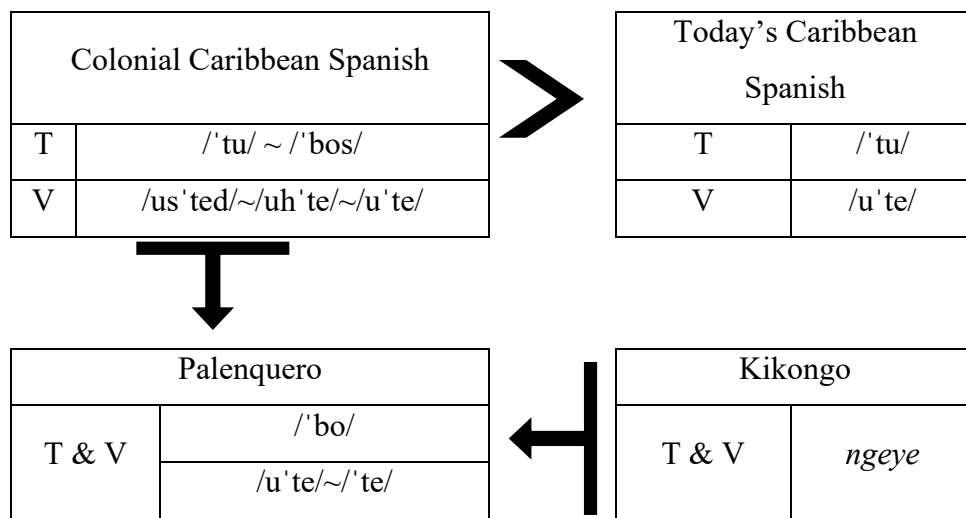 Colonial Caribbean Spanish
T /ˈtu/ ~ /ˈbos/
V /usˈted/~/uhˈte/~/uˈte/
Today’s Caribbean
Spanish
T /ˈtu/
V /uˈte/
Palenquero
T & V
/ˈbo/
/uˈte/~/ˈte/
Kikongo
T & V ngeye